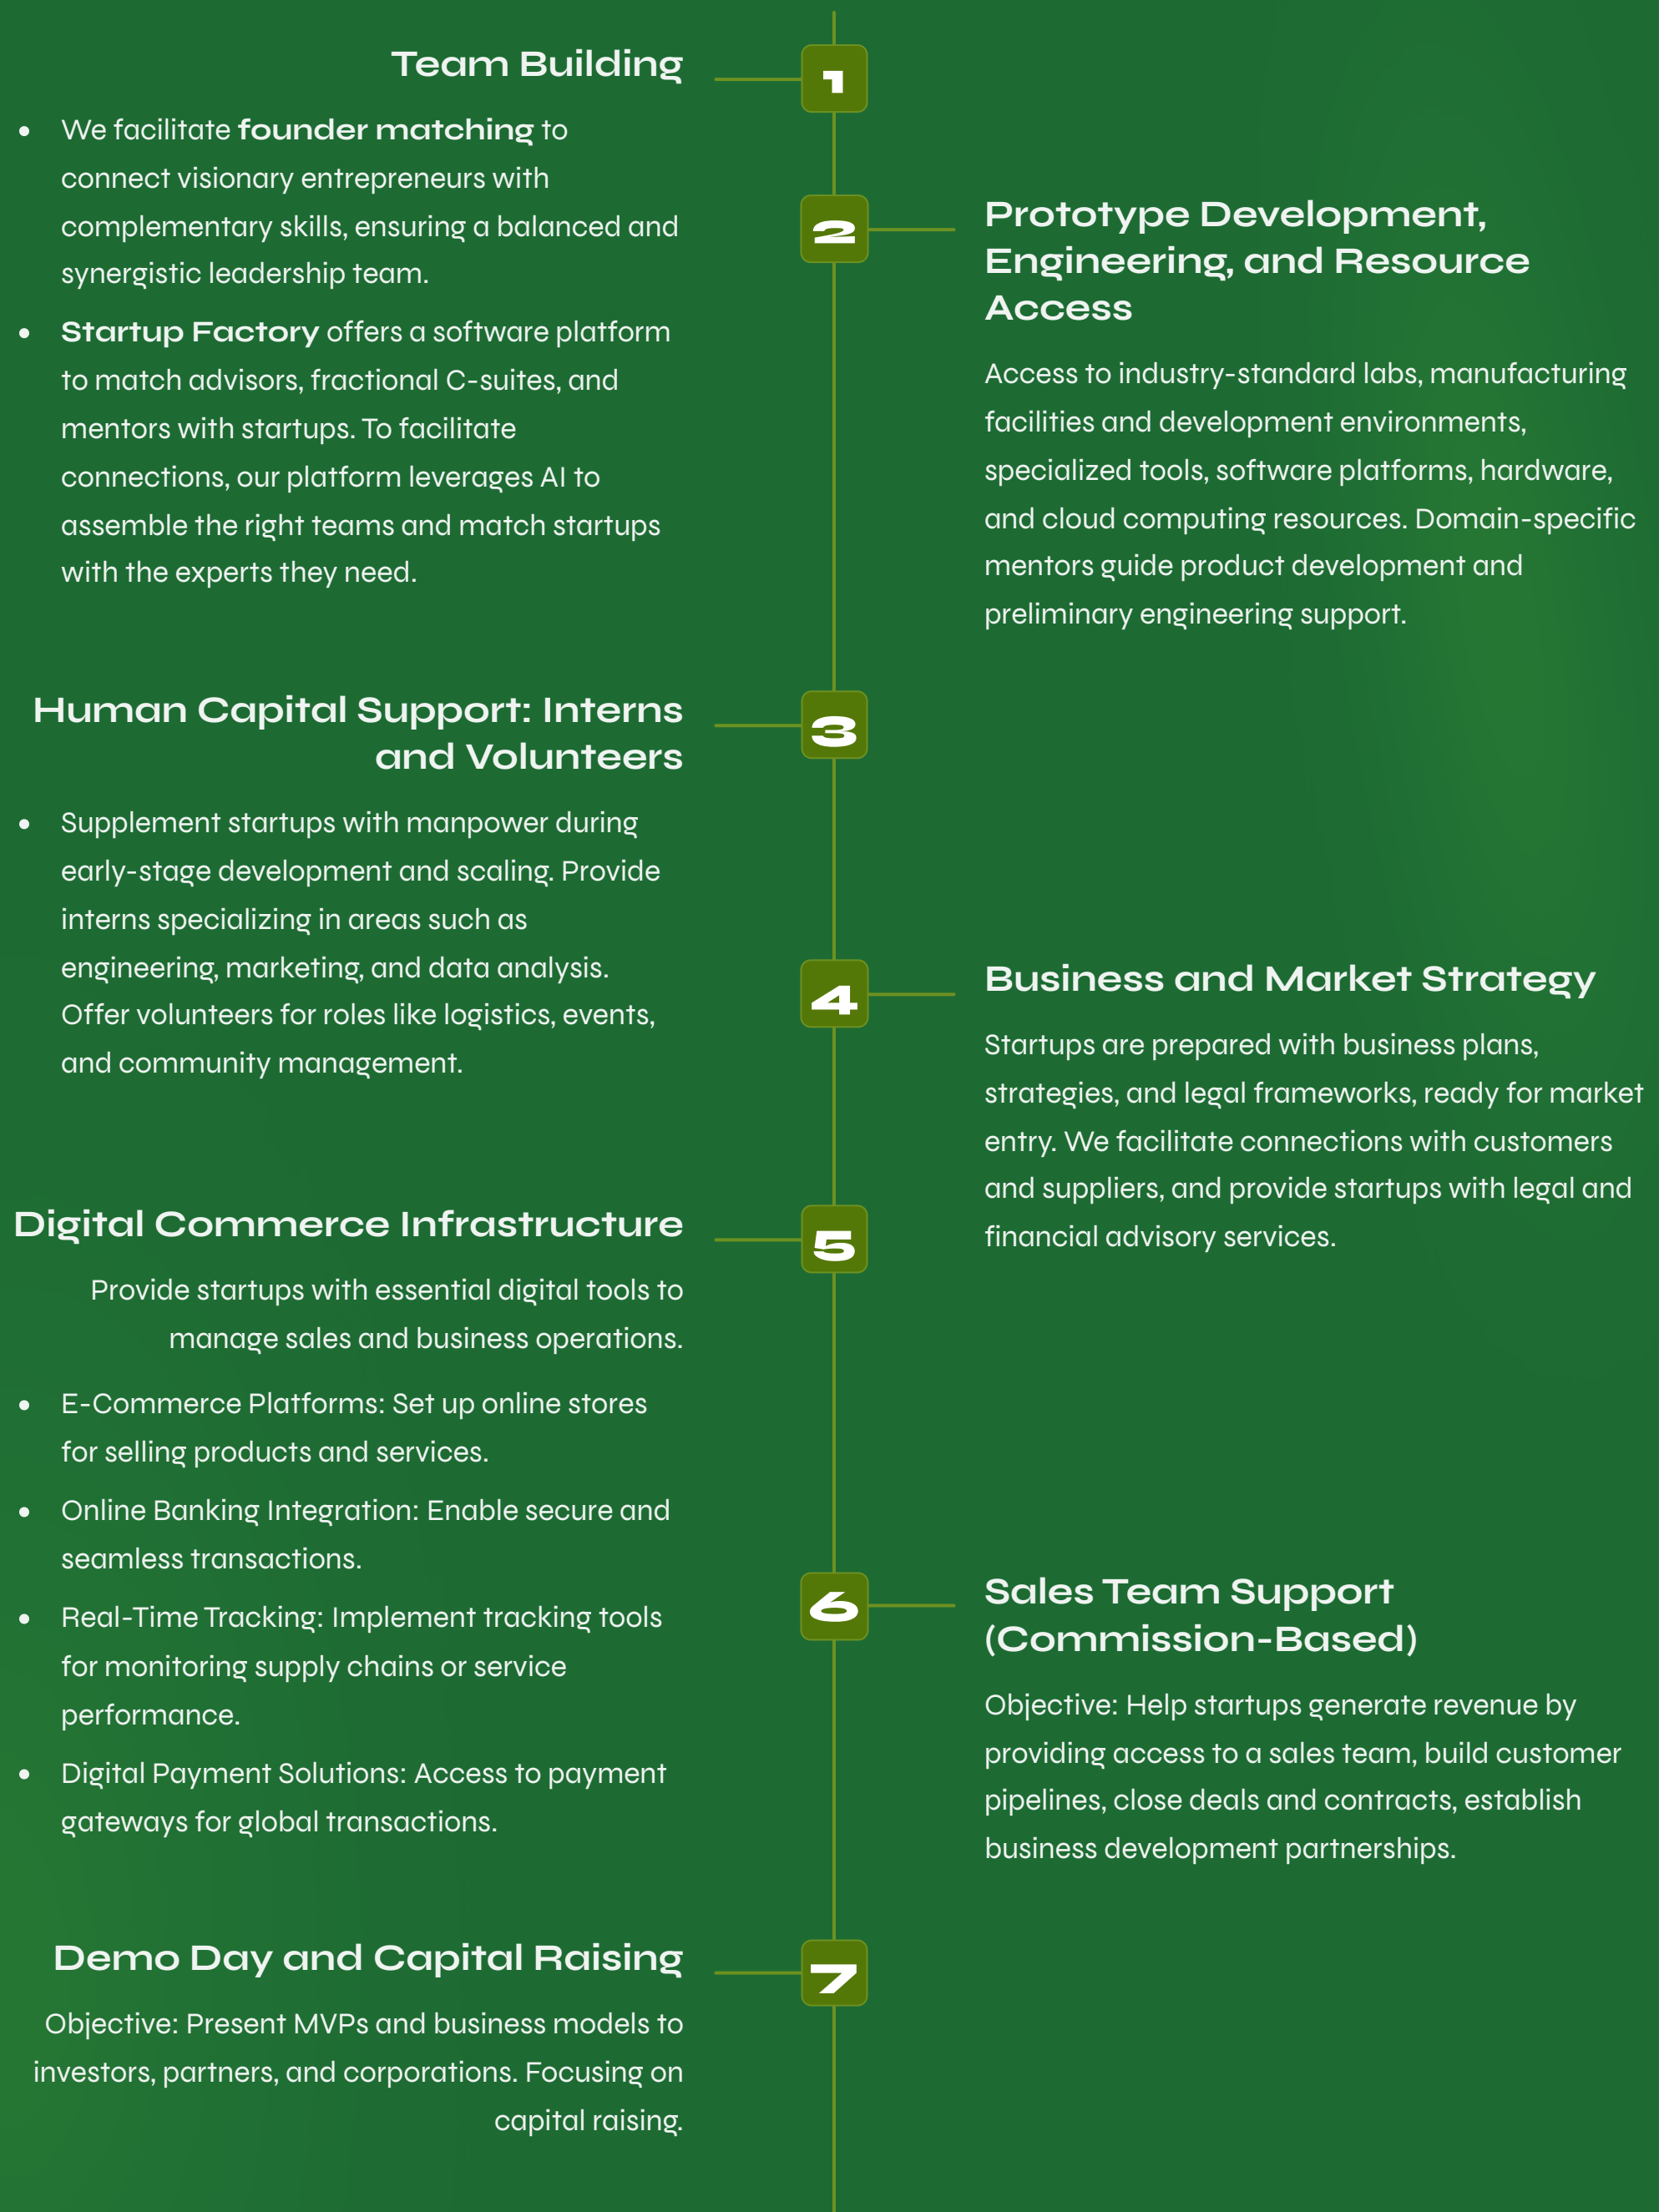 1
Team Building
We facilitate founder matching to
connect visionary entrepreneurs with
complementary skills, ensuring a balanced and
synergistic leadership team.
Startup Factory offers a software platform
to match advisors, fractional C-suites, and
mentors with startups. To facilitate
connections, our platform leverages AI to
assemble the right teams and match startups
with the experts they need.
2
Prototype Development,
Engineering, and Resource
Access
Access to industry-standard labs, manufacturing
facilities and development environments,
specialized tools, software platforms, hardware,
and cloud computing resources. Domain-specific
mentors guide product development and
preliminary engineering support.
3
Human Capital Support: Interns
and Volunteers
Supplement startups with manpower during
early-stage development and scaling. Provide
interns specializing in areas such as
engineering, marketing, and data analysis.
Offer volunteers for roles like logistics, events,
and community management.
4
Business and Market Strategy
Startups are prepared with business plans,
strategies, and legal frameworks, ready for market
entry. We facilitate connections with customers
and suppliers, and provide startups with legal and
financial advisory services.
5
Digital Commerce Infrastructure
Provide startups with essential digital tools to
manage sales and business operations.
E-Commerce Platforms: Set up online stores
for selling products and services.
Online Banking Integration: Enable secure and
seamless transactions.
Real-Time Tracking: Implement tracking tools
for monitoring supply chains or service
performance.
Digital Payment Solutions: Access to payment
gateways for global transactions.
6
Sales Team Support
(Commission-Based)
Objective: Help startups generate revenue by
providing access to a sales team, build customer
pipelines, close deals and contracts, establish
business development partnerships.
7
Demo Day and Capital Raising
Objective: Present MVPs and business models to
investors, partners, and corporations. Focusing on
capital raising.